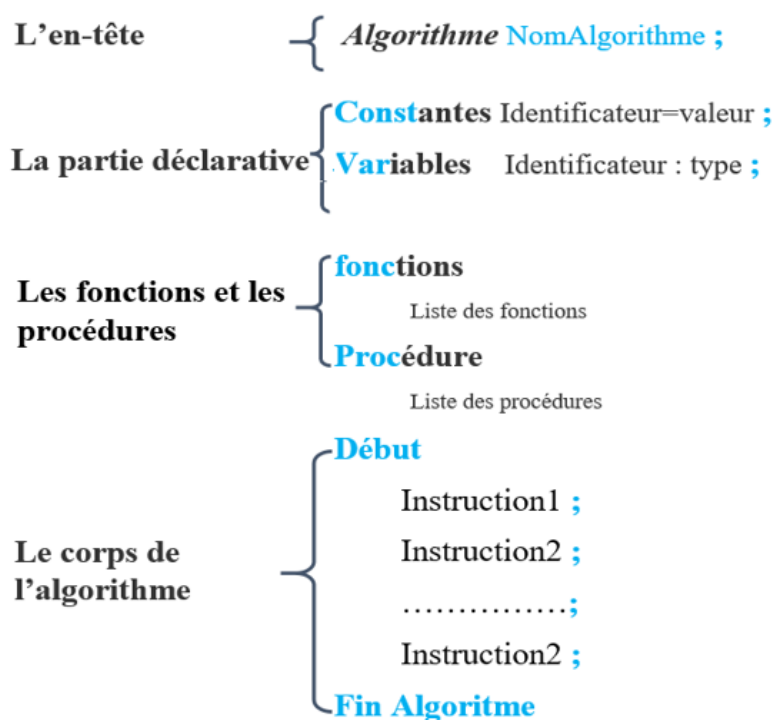 L'en-tête
Algorithme NomAlgorithme ;
La partie déclarative
Constantes Identificateur=valeur ;
Variables Identificateur : type ;
Les fonctions et les
procédures
fonctions
Liste des fonctions
Procédure
Liste des procédures
Le corps de
l'algorithme
Début
Instruction1 ;
Instruction2 ;
……………;
Instruction2 ;
Fin Algoritme